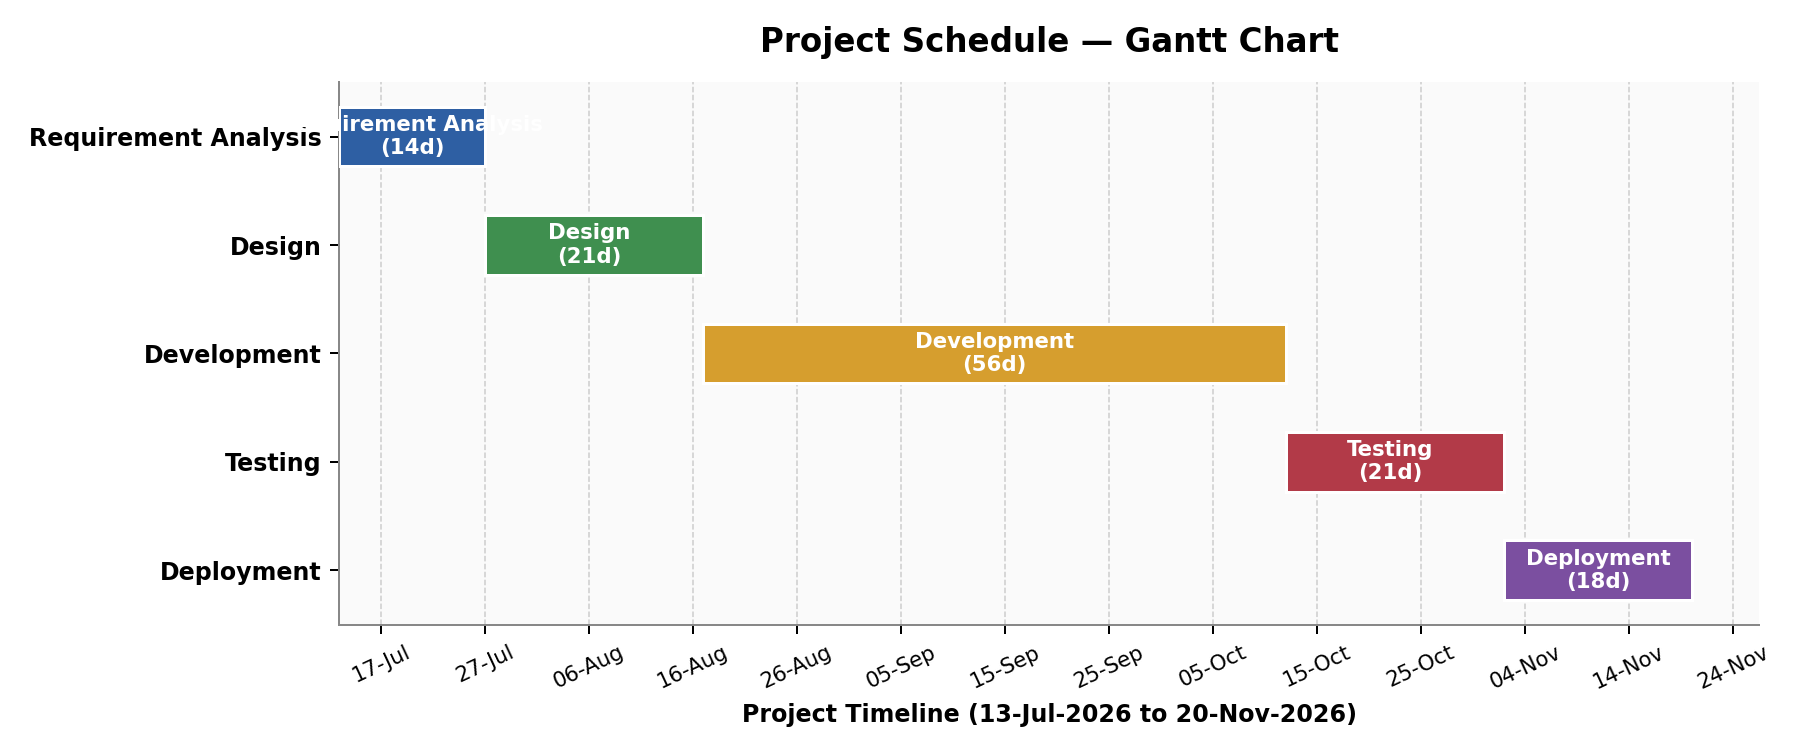 Project Schedule — Gantt Chart
Requirement Analysis
irement Analysis
(14d)
Design
Design
(21d)
Development
Development
(56d)
Testing
Testing
(21d)
Deployment
Deployment
(18d)
17-Jul
27-Jul
06-Aug
16-Aug
26-Aug
05-Sep
15-Sep
25-Sep
05-Oct
15-Oct
25-Oct
04-Nov
14-Nov
24-Nov
Project Timeline (13-Jul-2026 to 20-Nov-2026)